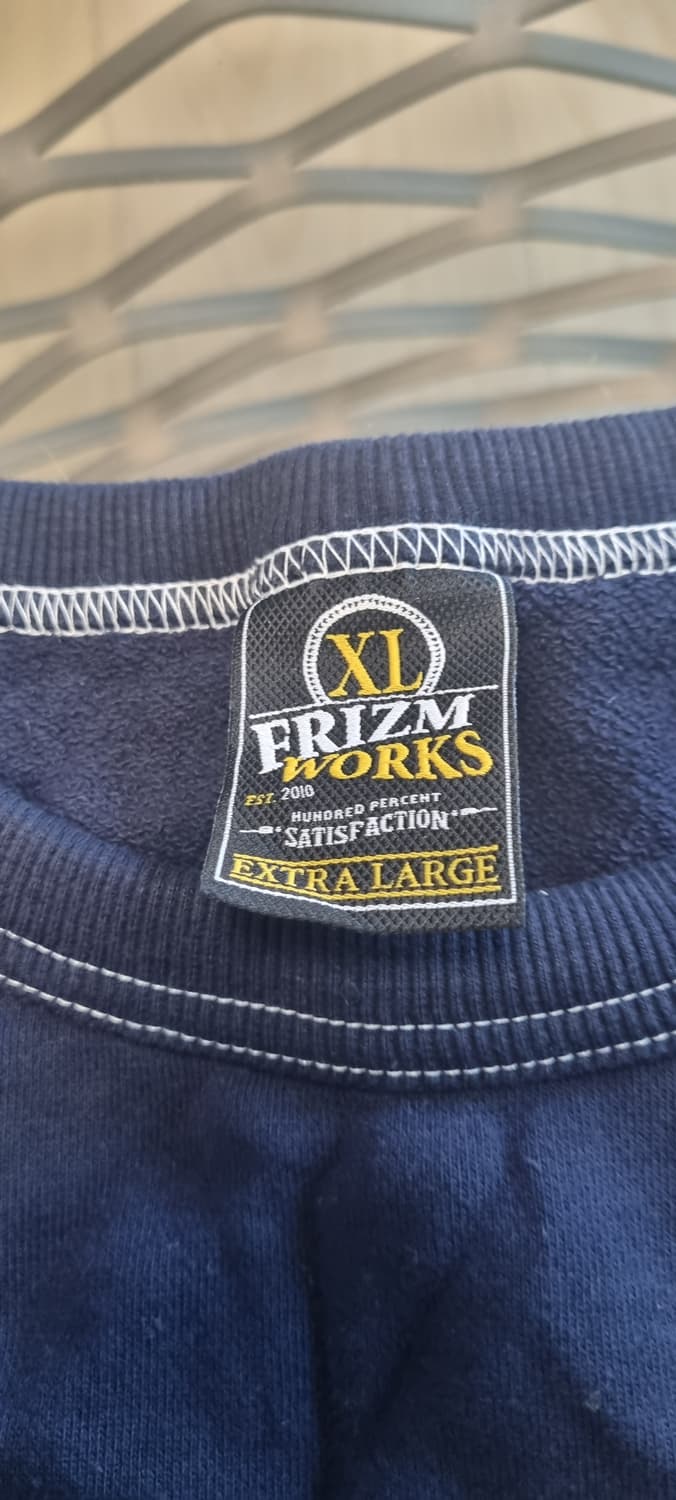 XL
FRIZM
WORKS
EST. 2010
HUNDRED PERCENT
SATISFACTION
EXTRA LARGE